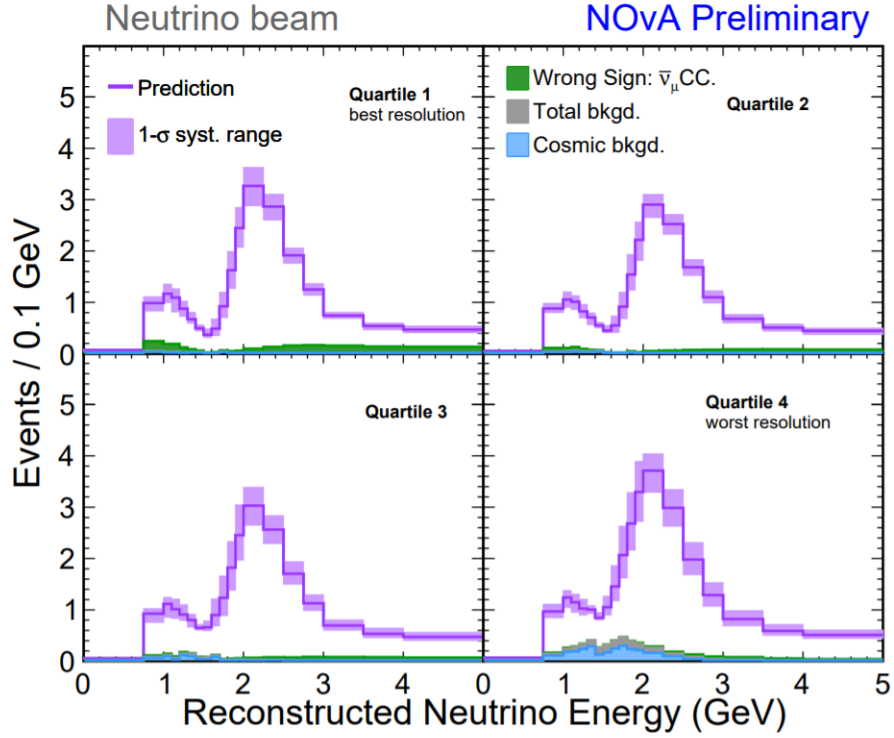 Neutrino beam
NOvA Preliminary
Prediction
1-σ syst. range
Quartile 1
best resolution
Wrong Sign: ν̅μCC.
Total bkgd.
Cosmic bkgd.
Quartile 2
5
4
3
2
1
0
Quartile 3
Quartile 4
worst resolution
5
4
3
2
1
0
0 1 2 3 4 0 1 2 3 4 5
Events / 0.1 GeV
Reconstructed Neutrino Energy (GeV)